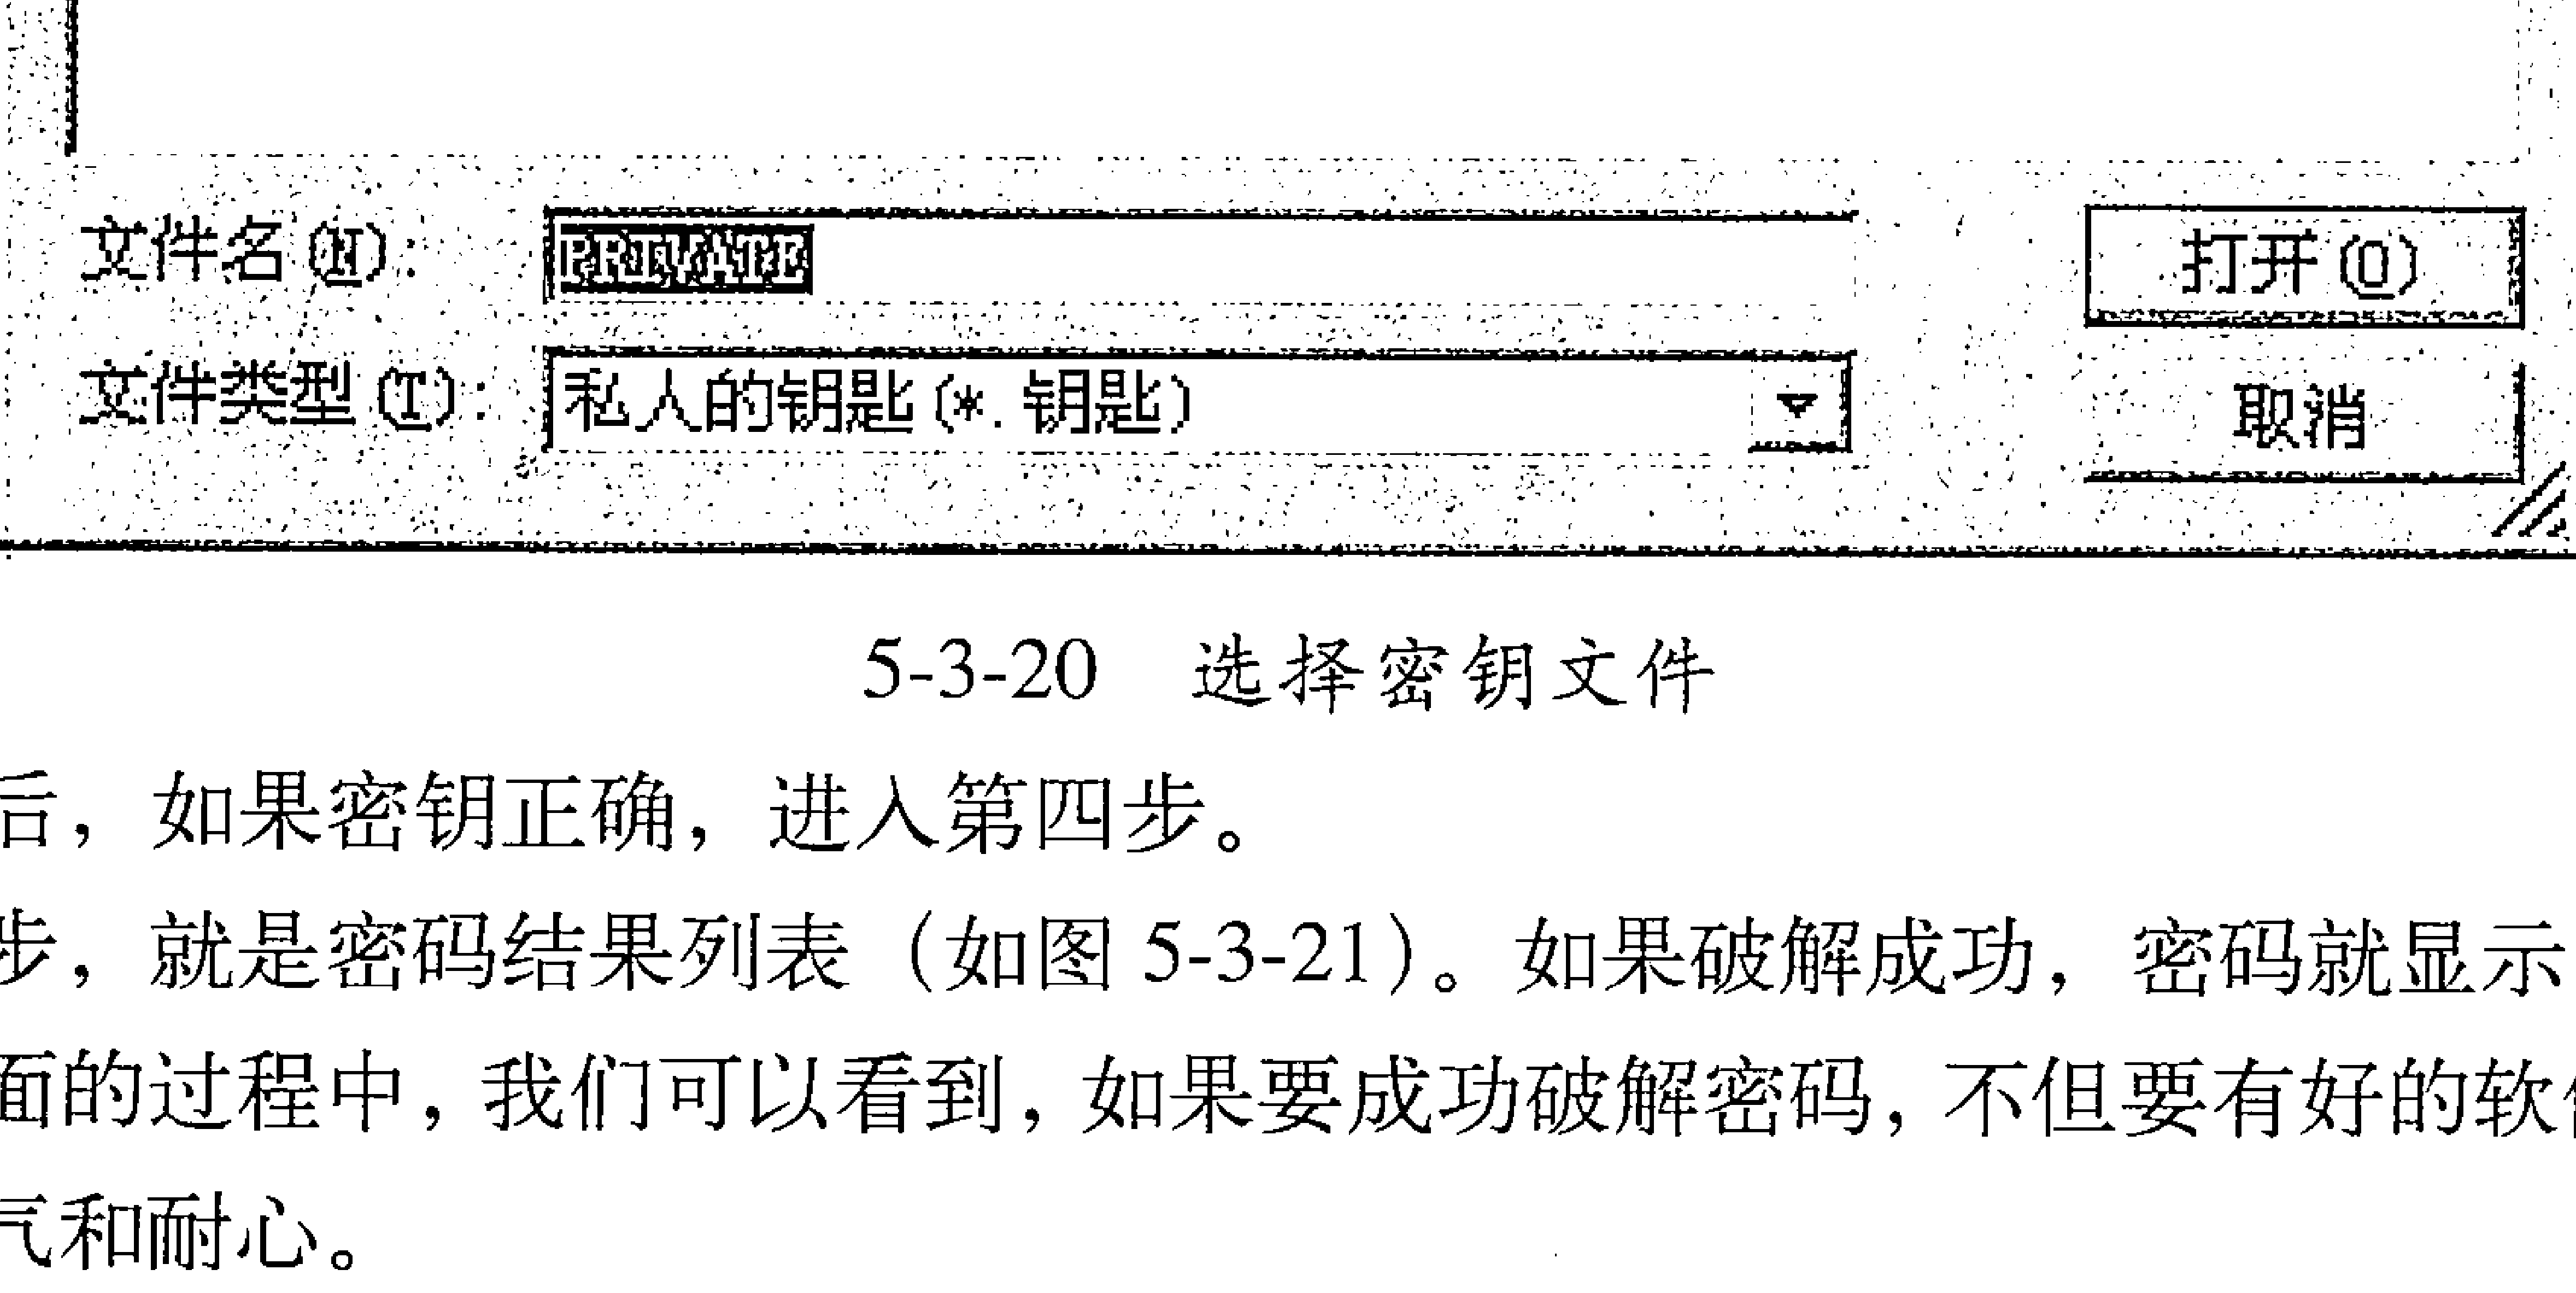 文件名(N): PRIVATE 打开(O)
文件类型(T): 私人的钥匙(*.钥匙) 取消
5-3-20 选择密钥文件
后，如果密钥正确，进入第四步。
步，就是密码结果列表（如图 5-3-21）。如果破解成功，密码就显示
面的过程中，我们可以看到，如果要成功破解密码，不但要有好的软
气和耐心。